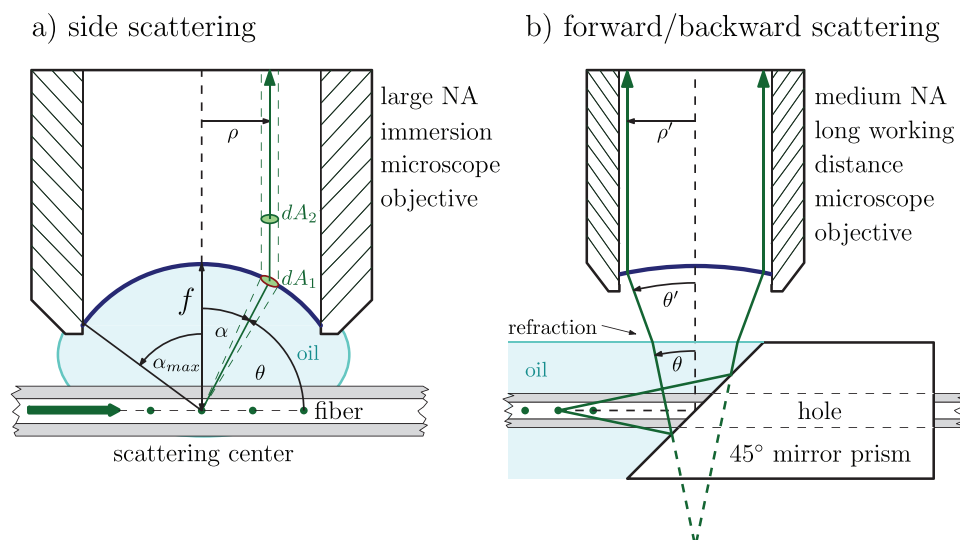 a) side scattering
ρ
large NA
immersion
microscope
objective
dA₂
dA₁
f
α
αₘₐₓ
θ
oil
fiber
scattering center
b) forward/backward scattering
ρ′
medium NA
long working
distance
microscope
objective
θ′
refraction
θ
oil
hole
45° mirror prism